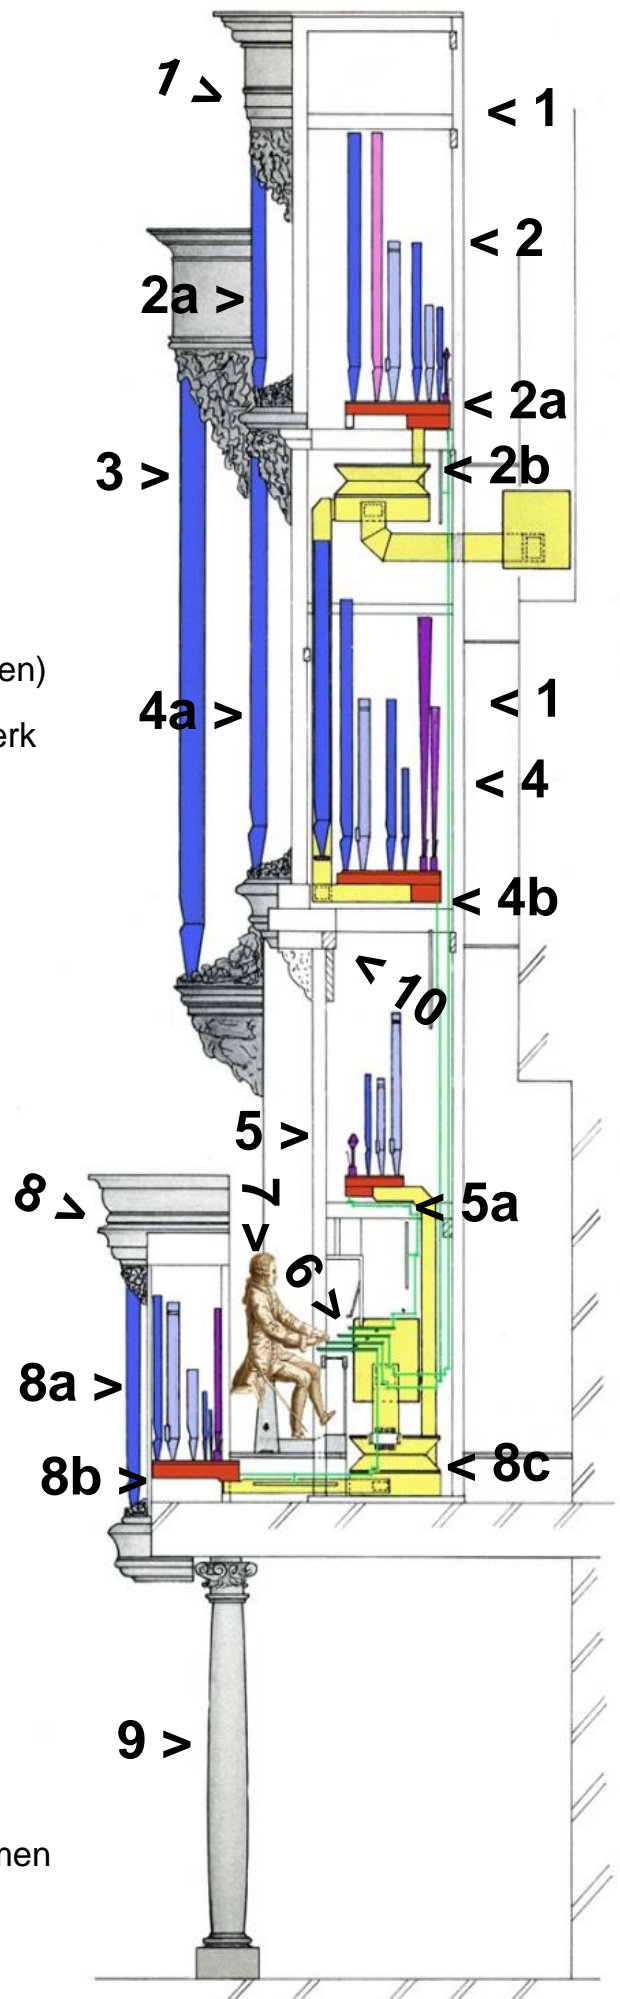 1 >
< 1
< 2
2a >
< 2a
< 2b
3 >
en)
4a >
< 1
erk
< 4
< 4b
< 10
5 >
7 >
8 >
< 5a
6 >
8a >
8b >
< 8c
9 >
nen